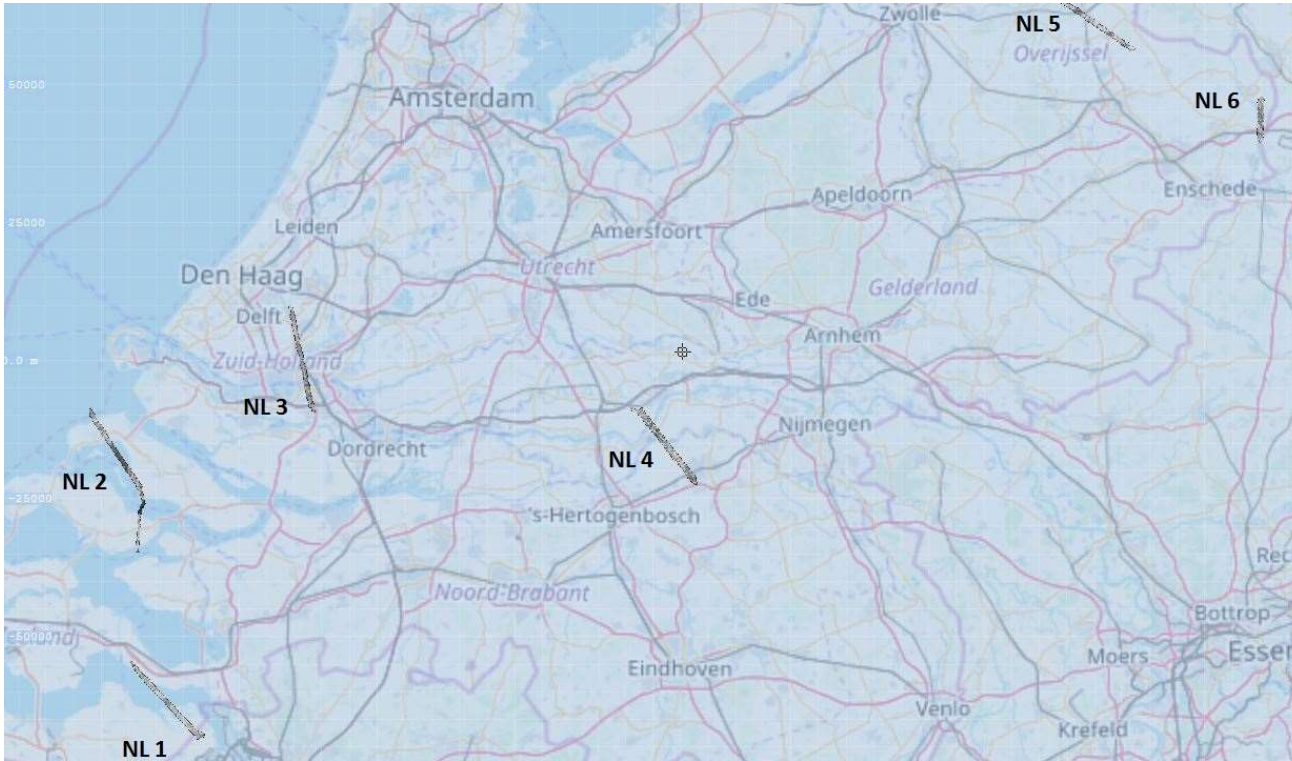 Zwolle
NL 5
Overijssel
50000
Amsterdam
NL 6
Apeldoorn
Enschede
25000
Leiden
Amersfoort
Den Haag
Utrecht
Gelderland
Ede
Delft
Arnhem
0.0 m
Zuid-Holland
NL 3
Nijmegen
Dordrecht
NL 4
NL 2
-25000
's-Hertogenbosch
Rec
Noord-Brabant
Bottrop
-50000
Essen
Moers
Eindhoven
Venlo
Krefeld
NL 1